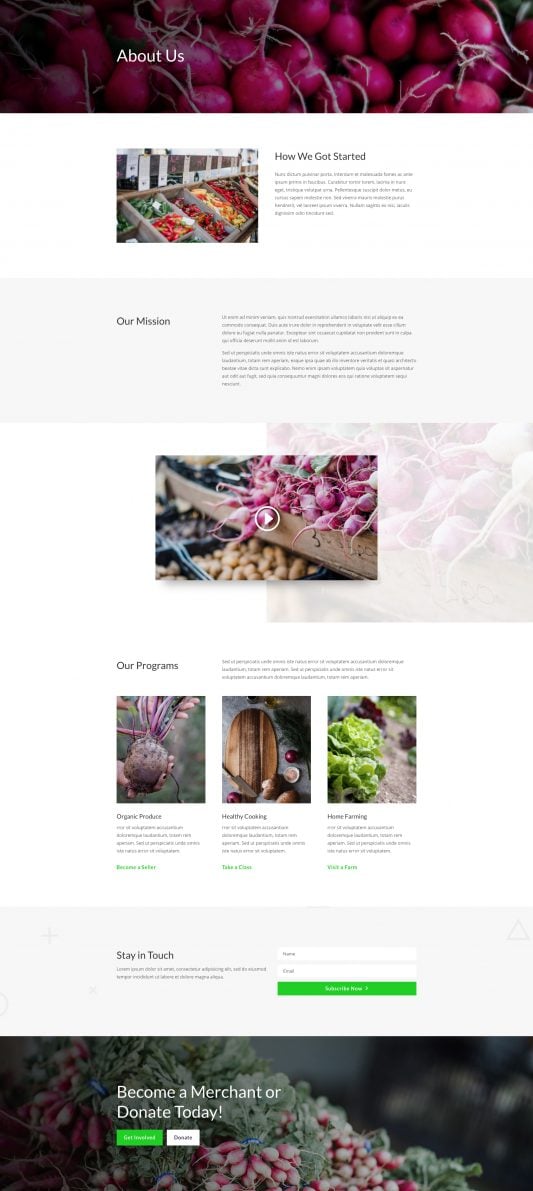 About Us
How We Got Started
Nunc dictum pulvinar porta. Interdum et malesuada fames ac ante
ipsum primis in faucibus. Curabitur tortor lorem, lacinia in nunc
eget, tristique volutpat urna. Pellentesque suscipit dolor metus, eu
cursus sapien molestie non. Sed viverra mauris molestie purus
hendrerit, vel laoreet ipsum viverra. Nullam sagittis ex nisi, iaculis
dignissim odio tincidunt sed.
Our Mission
Ut enim ad minim veniam, quis nostrud exercitation ullamco laboris nisi ut aliquip ex ea
commodo consequat. Duis aute irure dolor in reprehenderit in voluptate velit esse cillum
dolore eu fugiat nulla pariatur. Excepteur sint occaecat cupidatat non proident sunt in culpa
qui officia deserunt mollit anim id est laborum.
Sed ut perspiciatis unde omnis iste natus error sit voluptatem accusantium doloremque
laudantium, totam rem aperiam, eaque ipsa quae ab illo inventore veritatis et quasi architecto
beatae vitae dicta sunt explicabo. Nemo enim ipsam voluptatem quia voluptas sit aspernatur
aut odit aut fugit, sed quia consequuntur magni dolores eos qui ratione voluptatem sequi
nesciunt.
Our Programs
Sed ut perspiciatis unde omnis iste natus error sit voluptatem accusantium doloremque
laudantium, totam rem aperiam. Sed ut perspiciatis unde omnis iste natus error sit
voluptatem accusantium doloremque laudantium, totam rem aperiam.
Organic Produce
rror sit voluptatem accusantium
doloremque laudantium, totam rem
aperiam. Sed ut perspiciatis unde omnis
iste natus error sit voluptatem
Become a Seller
Healthy Cooking
rror sit voluptatem accusantium
doloremque laudantium, totam rem
aperiam. Sed ut perspiciatis unde omnis
iste natus error sit voluptatem
Take a Class
Home Farming
rror sit voluptatem accusantium
doloremque laudantium, totam rem
aperiam. Sed ut perspiciatis unde omnis
iste natus error sit voluptatem
Visit a Farm
Stay in Touch
Lorem ipsum dolor sit amet, consectetur adipiscing elit, sed do eiusmod
tempor incididunt ut labore et dolore magna aliqua.
Name
Email
Subscribe Now
Become a Merchant or
Donate Today!
Get Involved
Donate